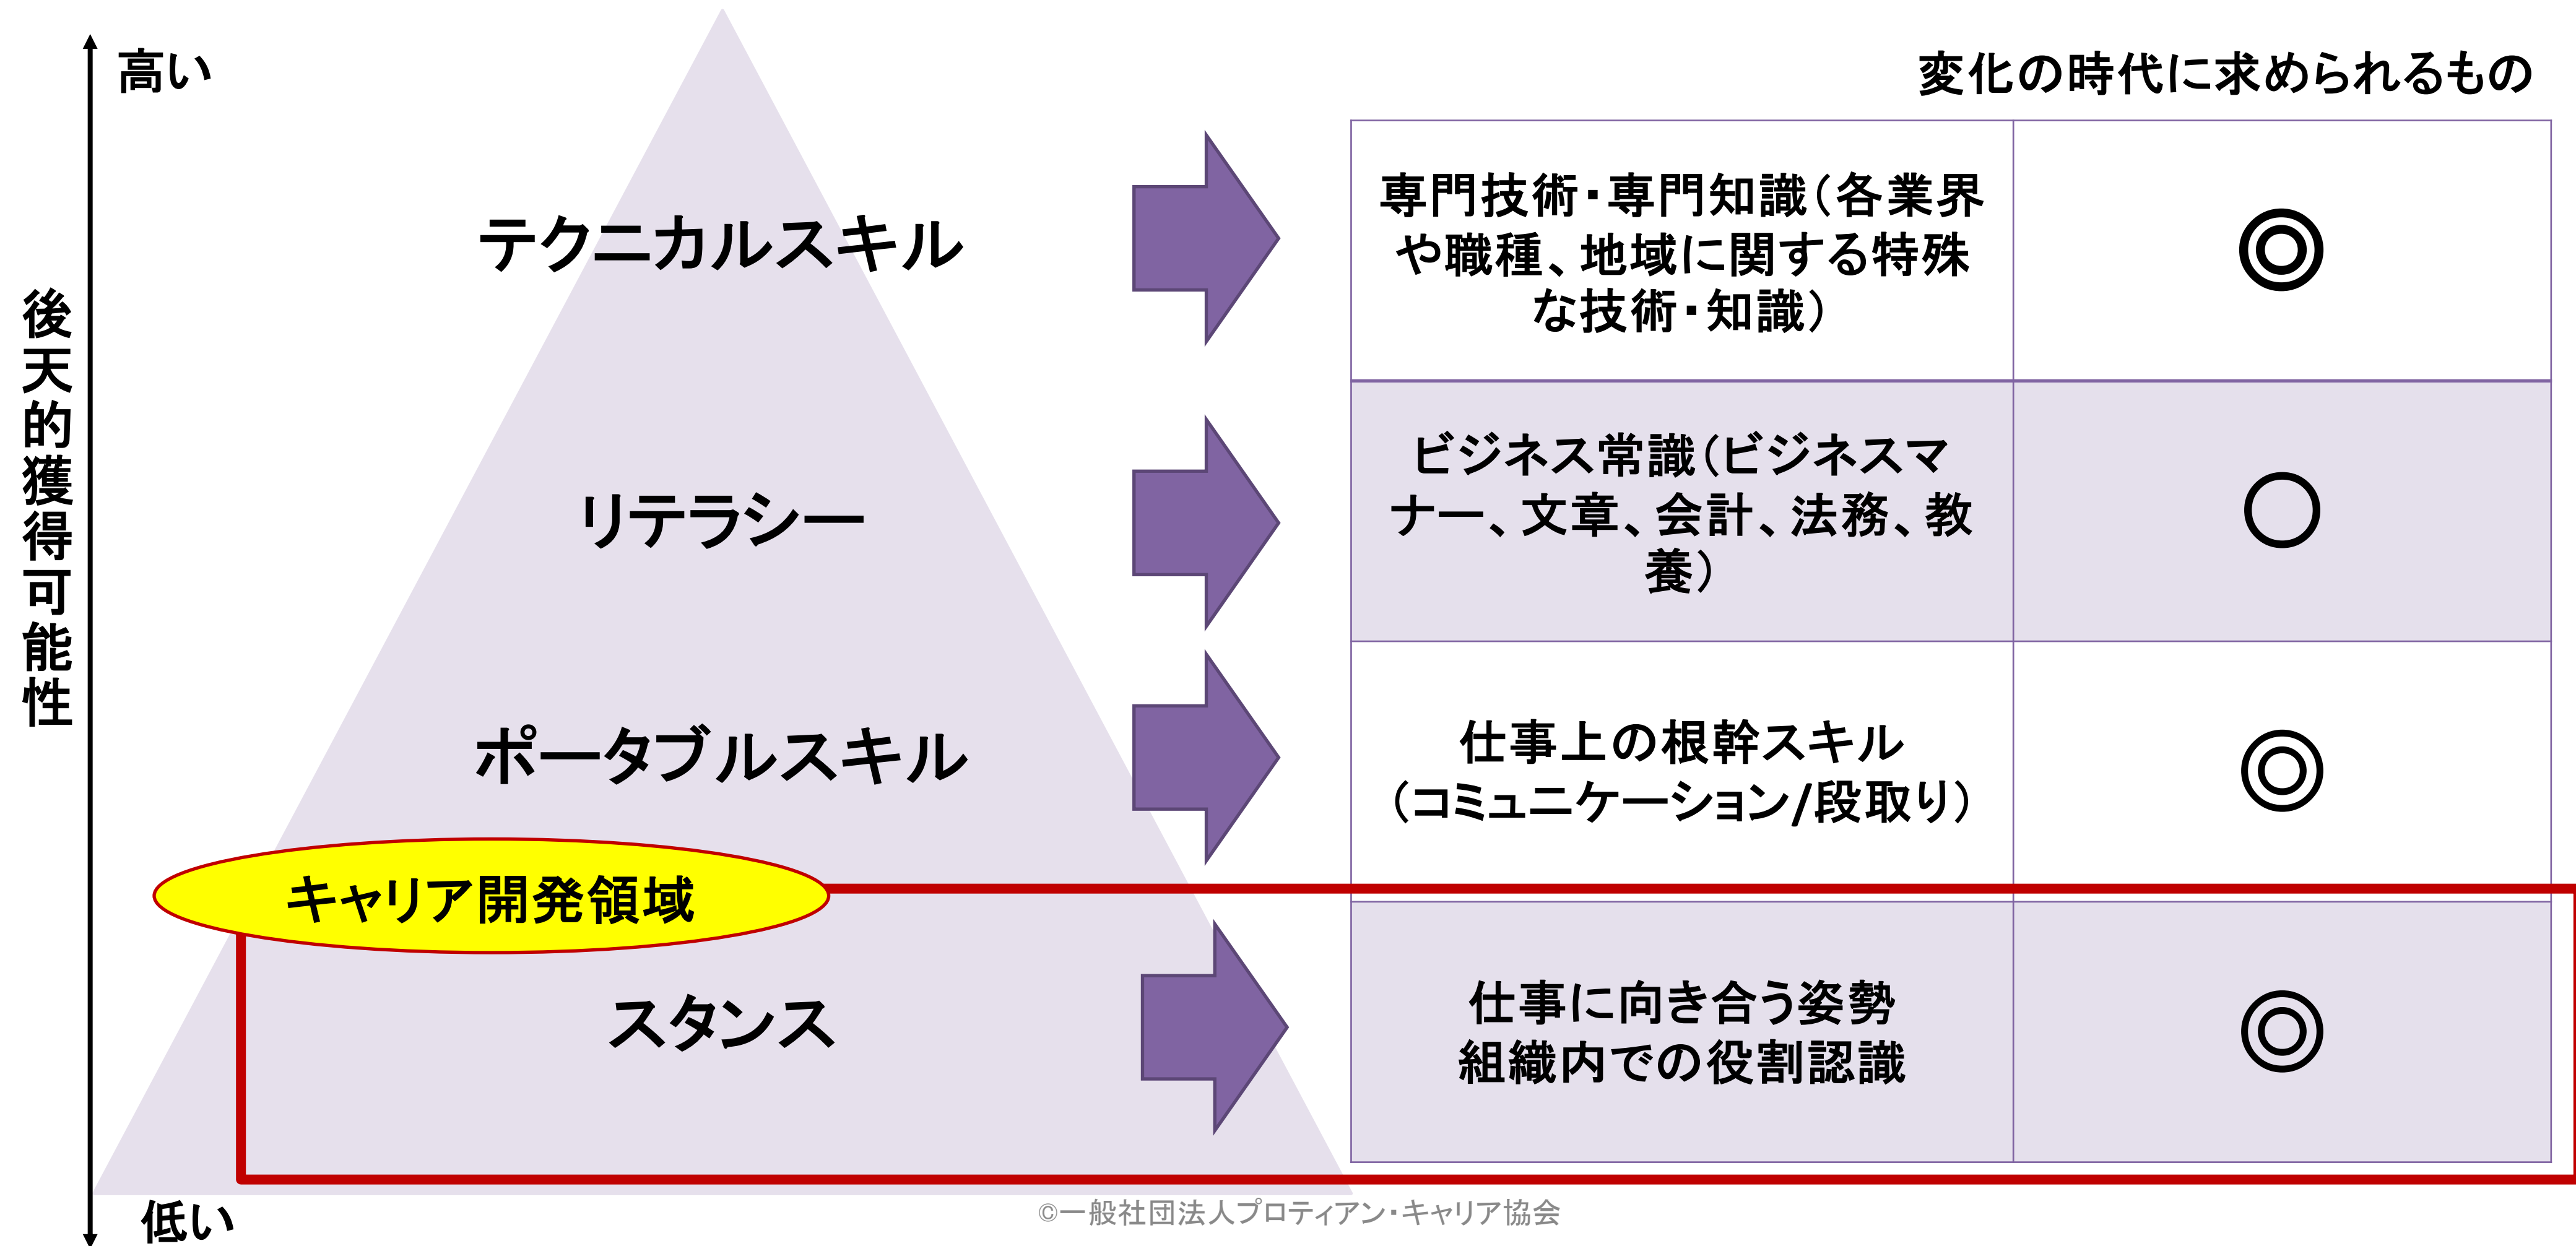 高い
変化の時代に求められるもの
後天的獲得可能性
テクニカルスキル
専門技術・専門知識（各業界
や職種、地域に関する特殊
な技術・知識）
◎
リテラシー
ビジネス常識（ビジネスマ
ナー、文章、会計、法務、教
養）
○
ポータブルスキル
仕事上の根幹スキル
（コミュニケーション/段取り）
◎
キャリア開発領域
スタンス
仕事に向き合う姿勢
組織内での役割認識
◎
低い
©一般社団法人プロティアン・キャリア協会